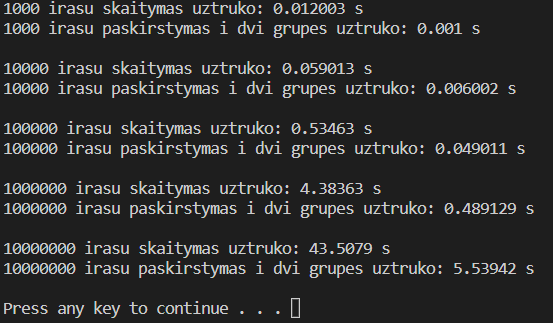 1000 irasu skaitymas uztruko: 0.012003 s
1000 irasu paskirstymas i dvi grupes uztruko: 0.001 s
10000 irasu skaitymas uztruko: 0.059013 s
10000 irasu paskirstymas i dvi grupes uztruko: 0.006002 s
100000 irasu skaitymas uztruko: 0.53463 s
100000 irasu paskirstymas i dvi grupes uztruko: 0.049011 s
1000000 irasu skaitymas uztruko: 4.38363 s
1000000 irasu paskirstymas i dvi grupes uztruko: 0.489129 s
10000000 irasu skaitymas uztruko: 43.5079 s
10000000 irasu paskirstymas i dvi grupes uztruko: 5.53942 s
Press any key to continue . . .